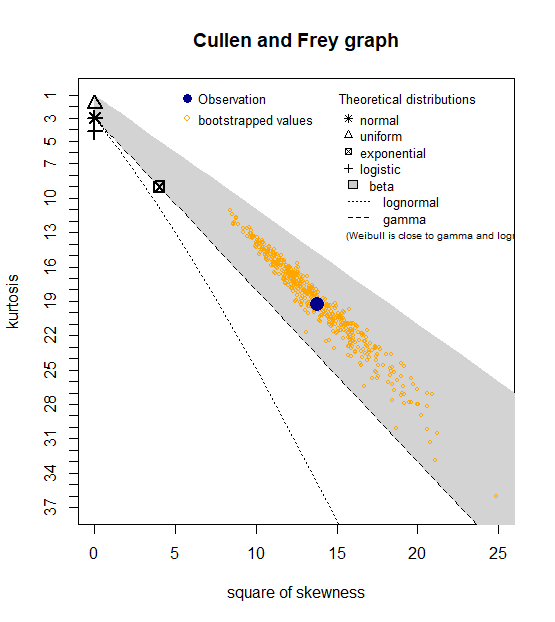 Cullen and Frey graph
Observation
bootstrapped values
Theoretical distributions
normal
uniform
exponential
logistic
beta
lognormal
gamma
(Weibull is close to gamma and logn
kurtosis
1
3
5
7
10
13
16
19
22
25
28
31
34
37
0
5
10
15
20
25
square of skewness